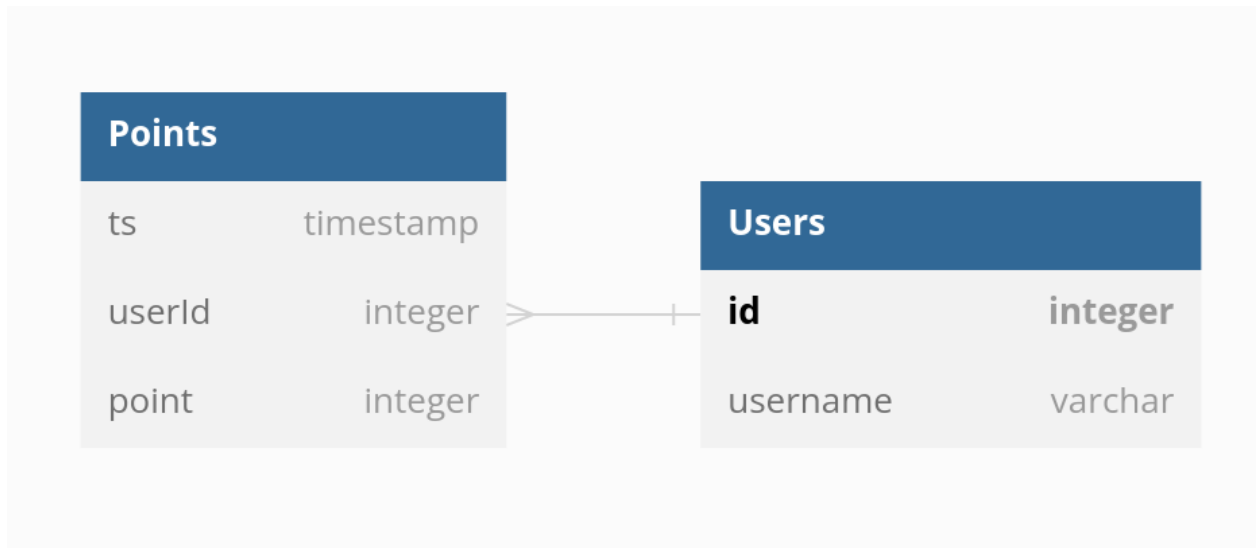 Points
ts timestamp
userId integer
point integer
Users
id integer
username varchar